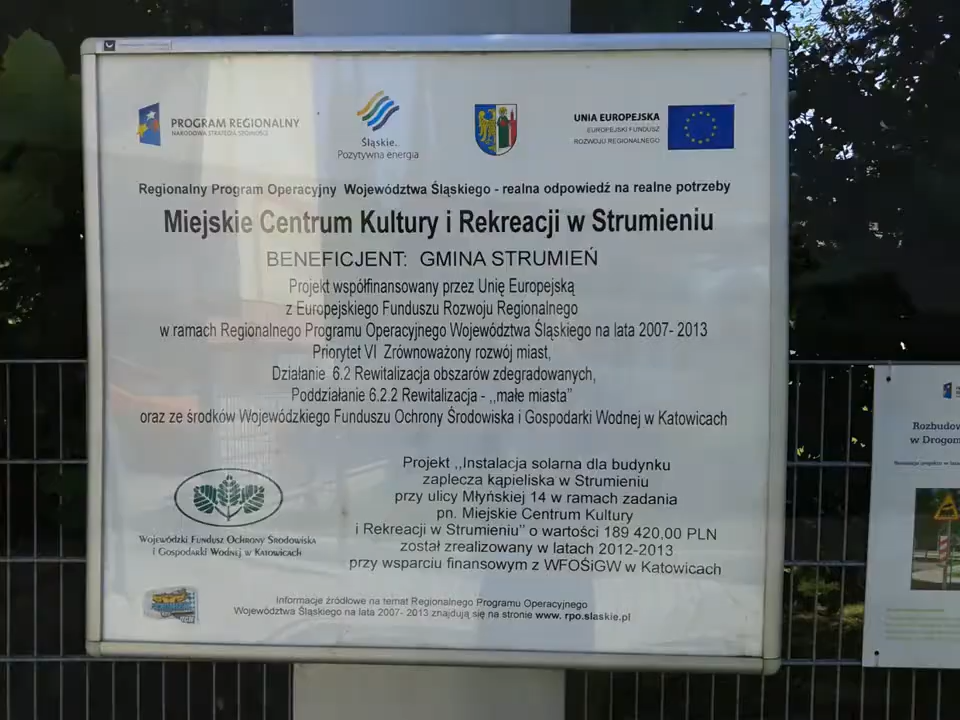 PROGRAM REGIONALNY
NARODOWA STRATEGIA SPÓJNOŚCI
Śląskie.
Pozytywna energia
UNIA EUROPEJSKA
EUROPEJSKI FUNDUSZ
ROZWOJU REGIONALNEGO
Regionalny Program Operacyjny Województwa Śląskiego - realna odpowiedź na realne potrzeby
Miejskie Centrum Kultury i Rekreacji w Strumieniu
BENEFICJENT: GMINA STRUMIEŃ
Projekt współfinansowany przez Unię Europejską
z Europejskiego Funduszu Rozwoju Regionalnego
w ramach Regionalnego Programu Operacyjnego Województwa Śląskiego na lata 2007- 2013
Priorytet VI Zrównoważony rozwój miast,
Działanie 6.2 Rewitalizacja obszarów zdegradowanych,
Poddziałanie 6.2.2 Rewitalizacja - ,,małe miasta”
oraz ze środków Wojewódzkiego Funduszu Ochrony Środowiska i Gospodarki Wodnej w Katowicach
Projekt ,,Instalacja solarna dla budynku
zaplecza kąpieliska w Strumieniu
przy ulicy Młyńskiej 14 w ramach zadania
pn. Miejskie Centrum Kultury
i Rekreacji w Strumieniu” o wartości 189 420,00 PLN
został zrealizowany w latach 2012-2013
przy wsparciu finansowym z WFOŚiGW w Katowicach
Wojewódzki Fundusz Ochrony Środowiska
i Gospodarki Wodnej w Katowicach
Informacje źródłowe na temat Regionalnego Programu Operacyjnego
Województwa Śląskiego na lata 2007- 2013 znajdują się na stronie www. rpo.slaskie.pl
Rozbudow
w Drogom